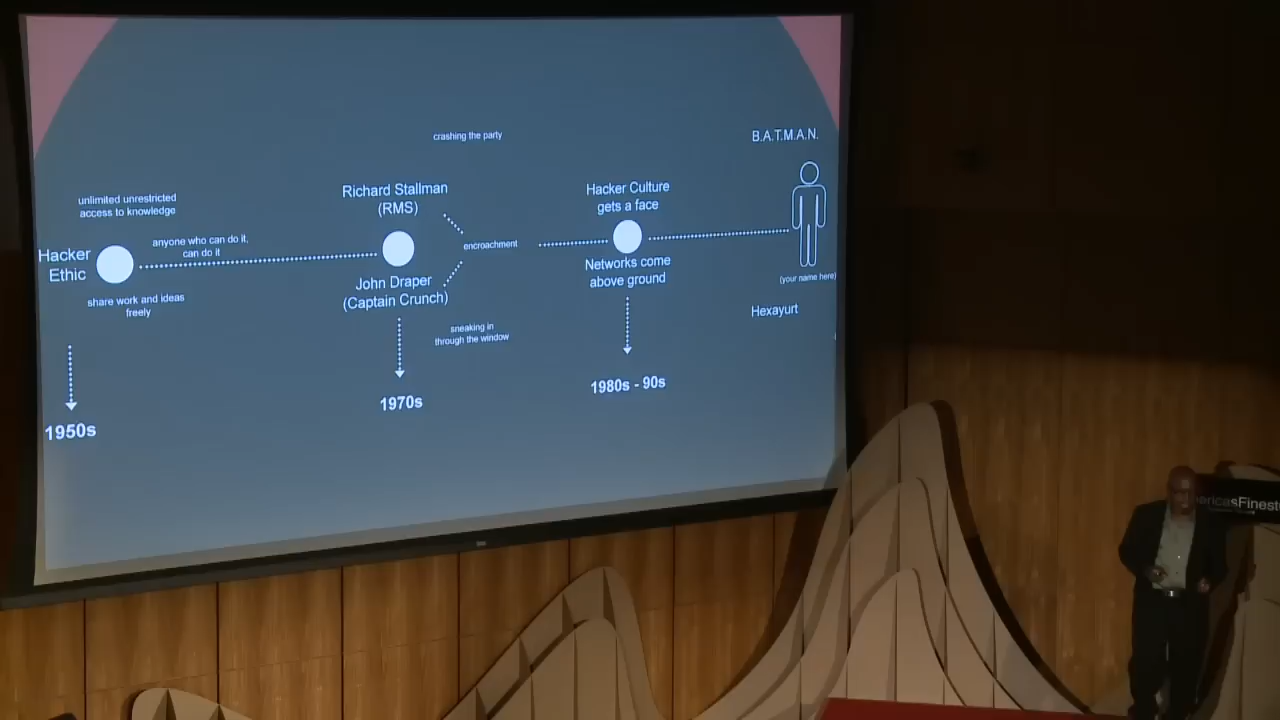 crashing the party
B.A.T.M.A.N.
unlimited unrestricted
access to knowledge
Richard Stallman
(RMS)
Hacker Culture
gets a face
Hacker
Ethic
anyone who can do it,
can do it
encroachment
Networks come
above ground
share work and ideas
freely
John Draper
(Captain Crunch)
(your name here)
Hexayurt
sneaking in
through the window
1950s
1970s
1980s - 90s